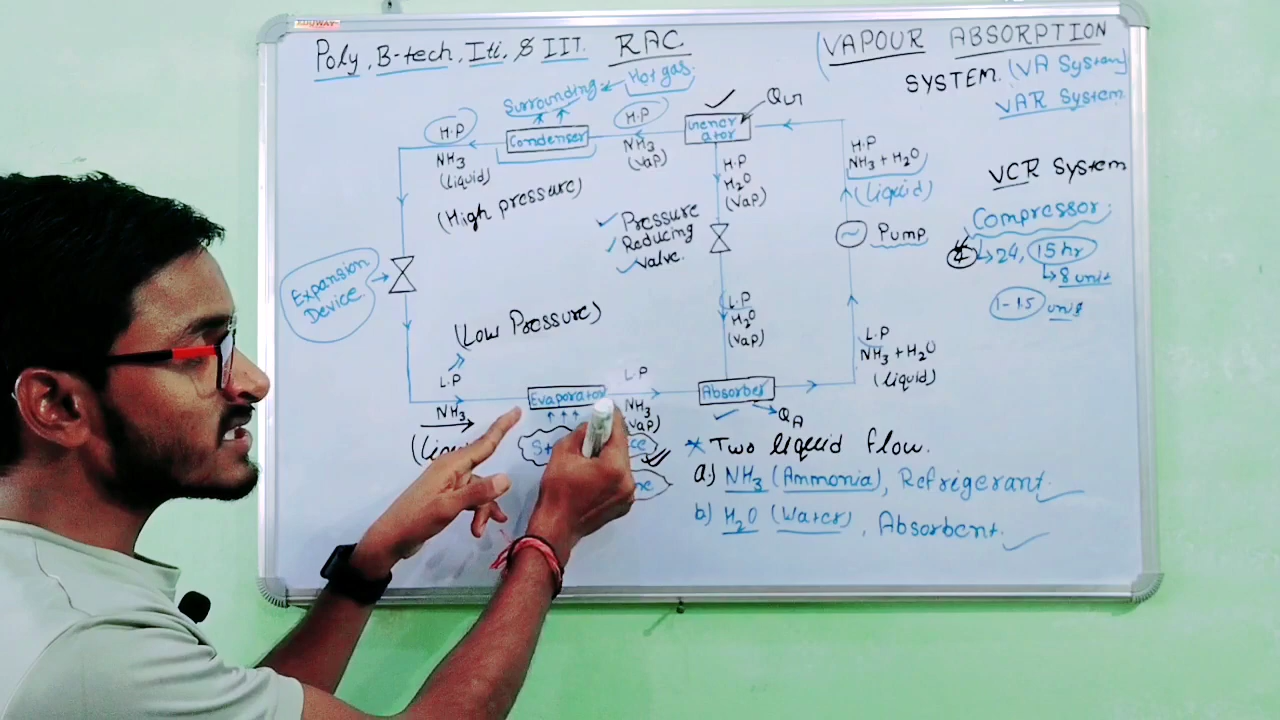 EDUWAY
Poly, B-tech, Iti, & IIT. RAC.
(VAPOUR ABSORPTION
SYSTEM. (VA System)
VAR System
Surrounding. Hot gas.
H.P
Condenser
H.P
NH3
(Vap)
Gener
ator
QG
H.P
NH3
(liquid)
(High pressure)
H.P
H2O
(Vap)
Pressure
Reducing
Valve.
H.P
NH3 + H2O
(liquid)
Pump
VCR System
Compressor.
4 24, 15 hr
8 unit
1-1.5 unit
Expansion
Device
(Low Pressure)
L.P
NH3
Evaporator
L.P
NH3
(Vap)
L.P
H2O
(Vap)
Absorber
QA
L.P
NH3 + H2O
(liquid)
* Two liquid flow.
a.) NH3 (Ammonia), Refrigerant.
b) H2O (Water), Absorbent.